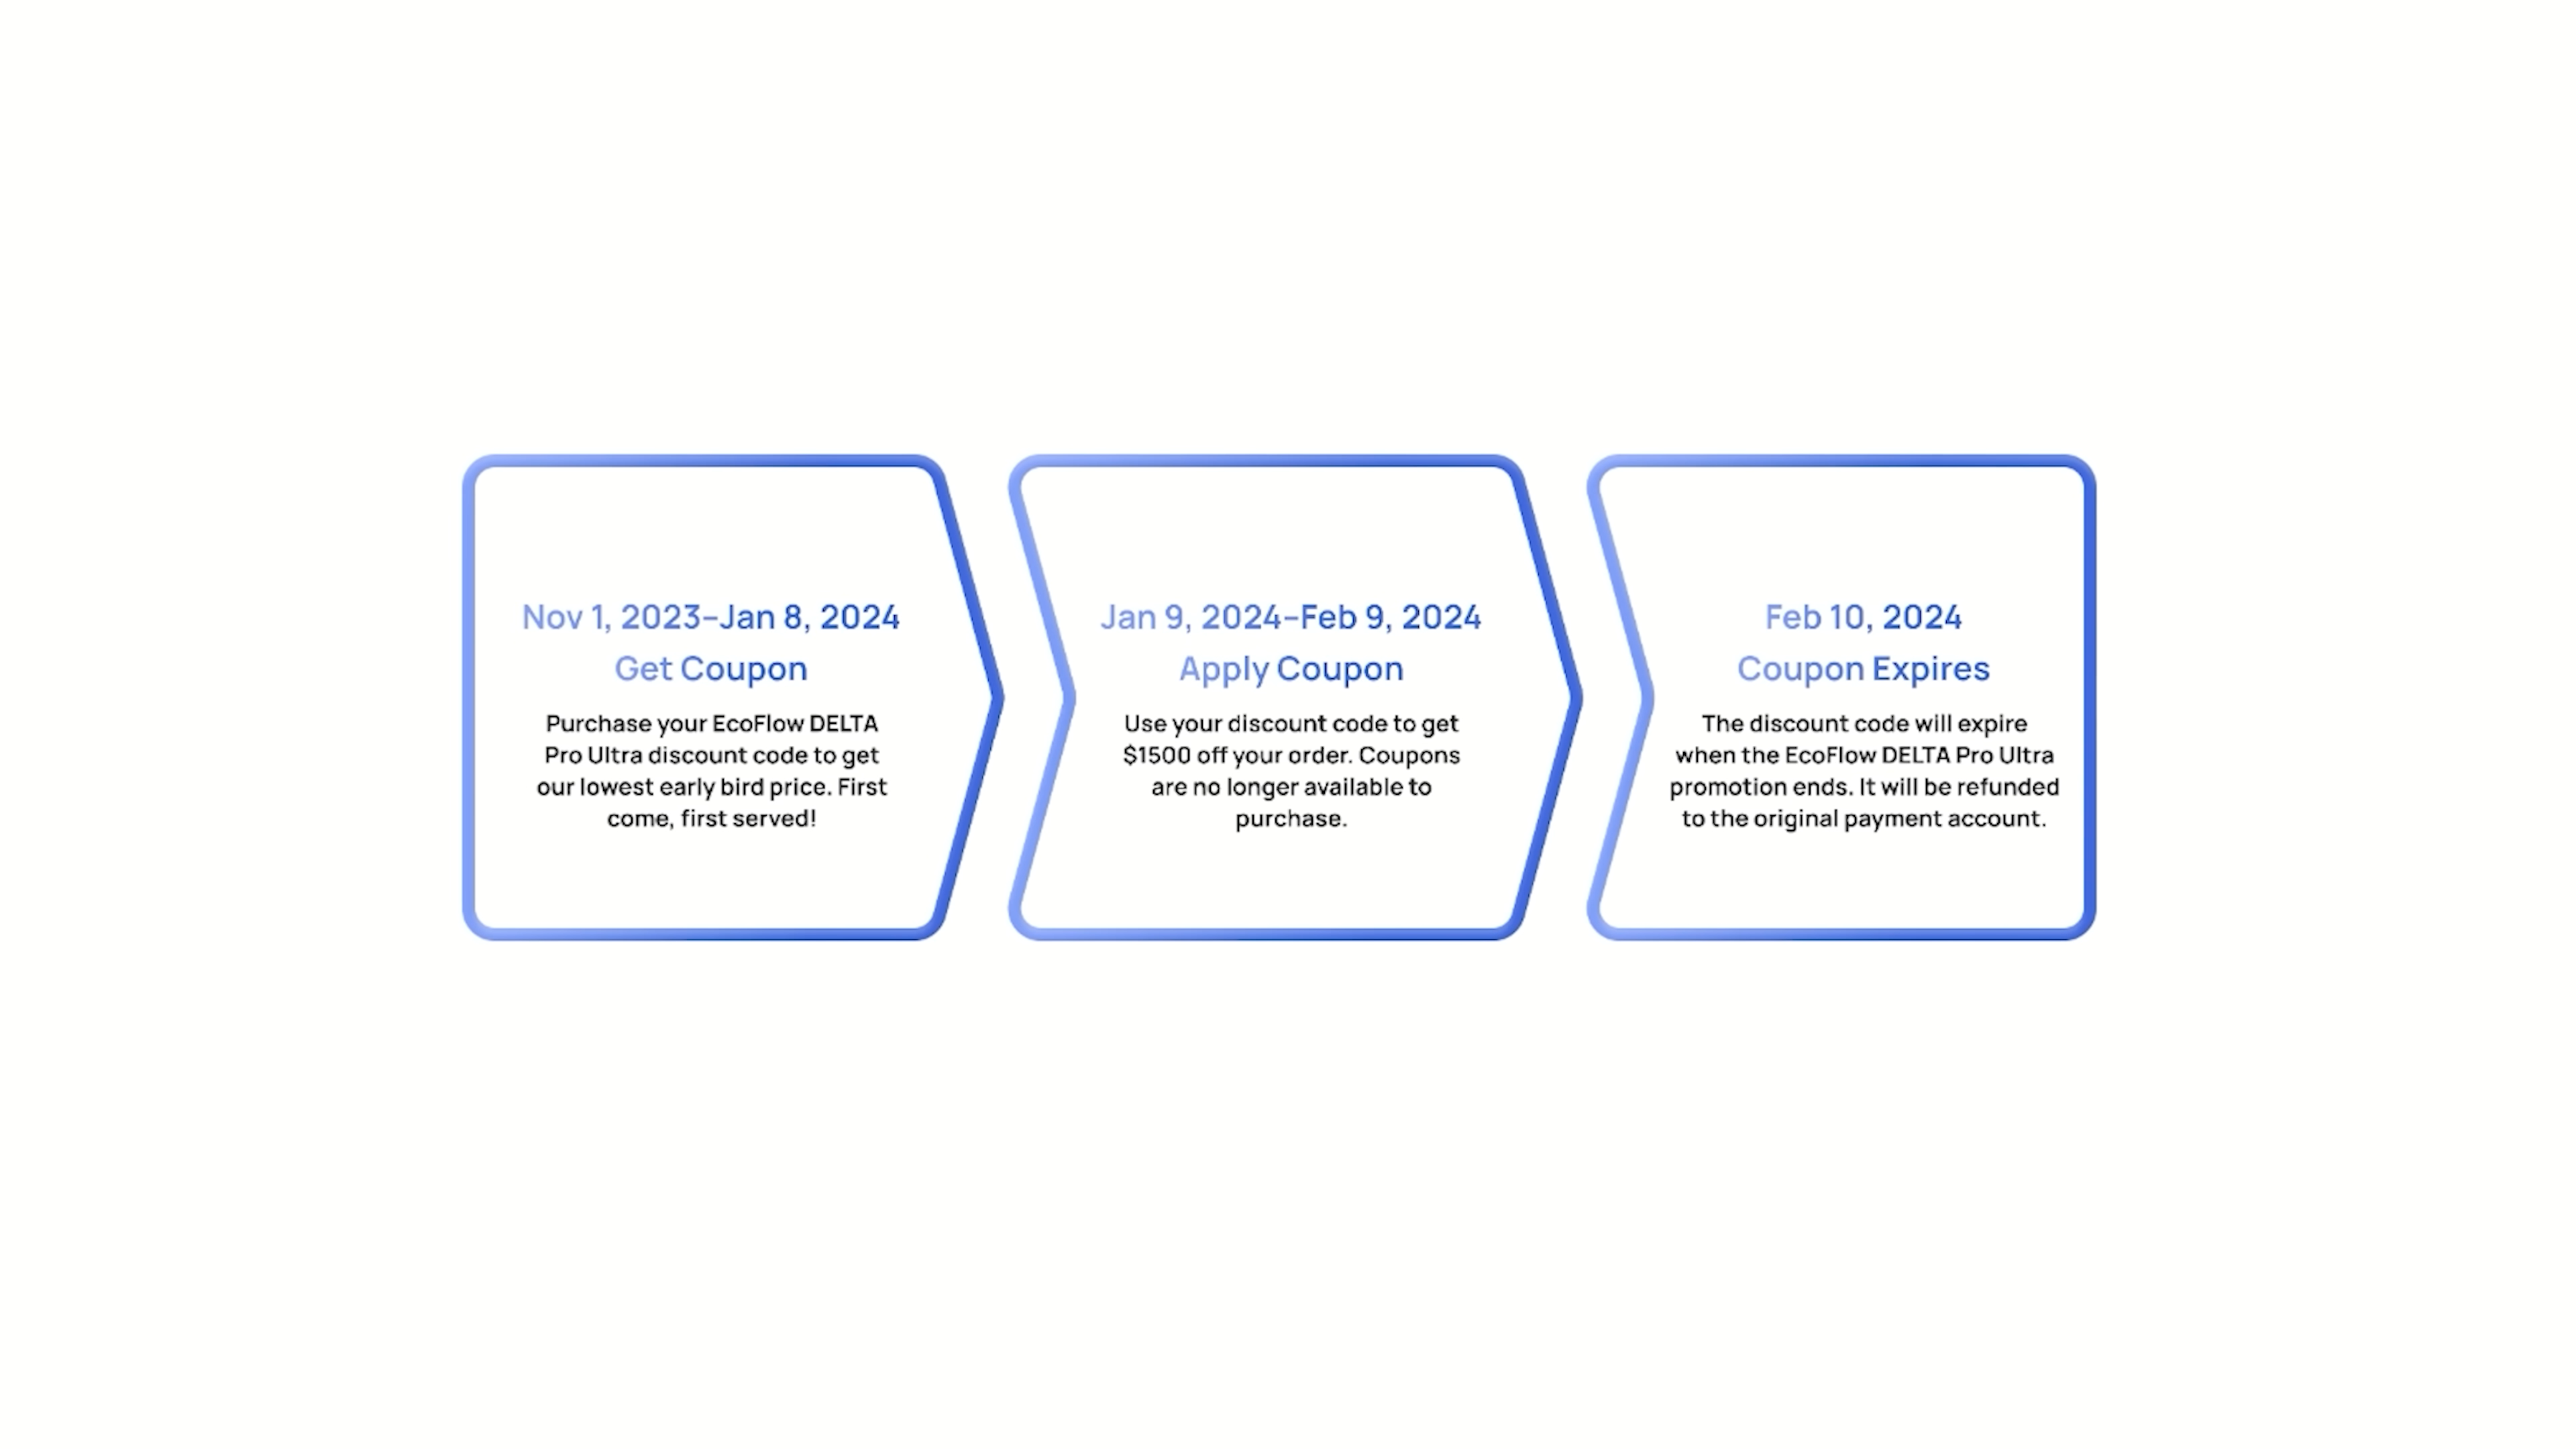 Nov 1, 2023–Jan 8, 2024
Get Coupon
Purchase your EcoFlow DELTA
Pro Ultra discount code to get
our lowest early bird price. First
come, first served!
Jan 9, 2024–Feb 9, 2024
Apply Coupon
Use your discount code to get
$1500 off your order. Coupons
are no longer available to
purchase.
Feb 10, 2024
Coupon Expires
The discount code will expire
when the EcoFlow DELTA Pro Ultra
promotion ends. It will be refunded
to the original payment account.